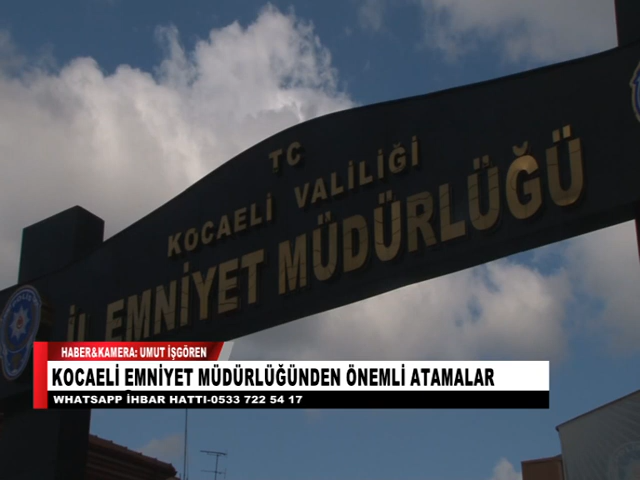 TC
KOCAELİ VALİLİĞİ
İL EMNİYET MÜDÜRLÜĞÜ
HABER&KAMERA: UMUT İŞGÖREN
KOCAELİ EMNİYET MÜDÜRLÜĞÜNDEN ÖNEMLİ ATAMALAR
WHATSAPP İHBAR HATTI-0533 722 54 17